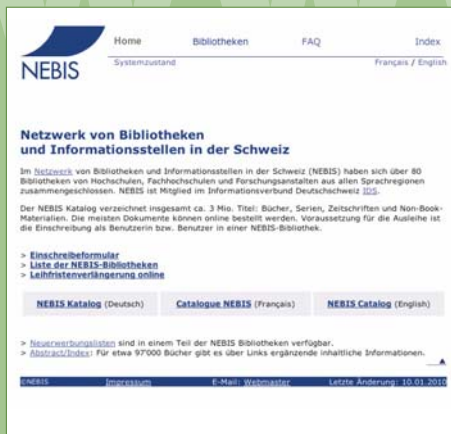 NEBIS
Home Bibliotheken FAQ Index
Systemzustand Français / English
Netzwerk von Bibliotheken
und Informationsstellen in der Schweiz
Im Netzwerk von Bibliotheken und Informationsstellen in der Schweiz (NEBIS) haben sich über 80
Bibliotheken von Hochschulen, Fachhochschulen und Forschungsanstalten aus allen Sprachregionen
zusammengeschlossen. NEBIS ist Mitglied im Informationsverbund Deutschschweiz IDS.
Der NEBIS Katalog verzeichnet insgesamt ca. 3 Mio. Titel: Bücher, Serien, Zeitschriften und Non-Book-
Materialien. Die meisten Dokumente können online bestellt werden. Voraussetzung für die Ausleihe ist
die Einschreibung als Benutzerin bzw. Benutzer in einer NEBIS-Bibliothek.
> Einschreibeformular
> Liste der NEBIS-Bibliotheken
> Leihfristenverlängerung online
NEBIS Katalog (Deutsch) Catalogue NEBIS (Français) NEBIS Catalog (English)
> Neuerwerbungslisten sind in einem Teil der NEBIS Bibliotheken verfügbar.
> Abstract/Index: Für etwa 97'000 Bücher gibt es über Links ergänzende inhaltliche Informationen.
©NEBIS Impressum E-Mail: Webmaster Letzte Änderung: 10.01.2010